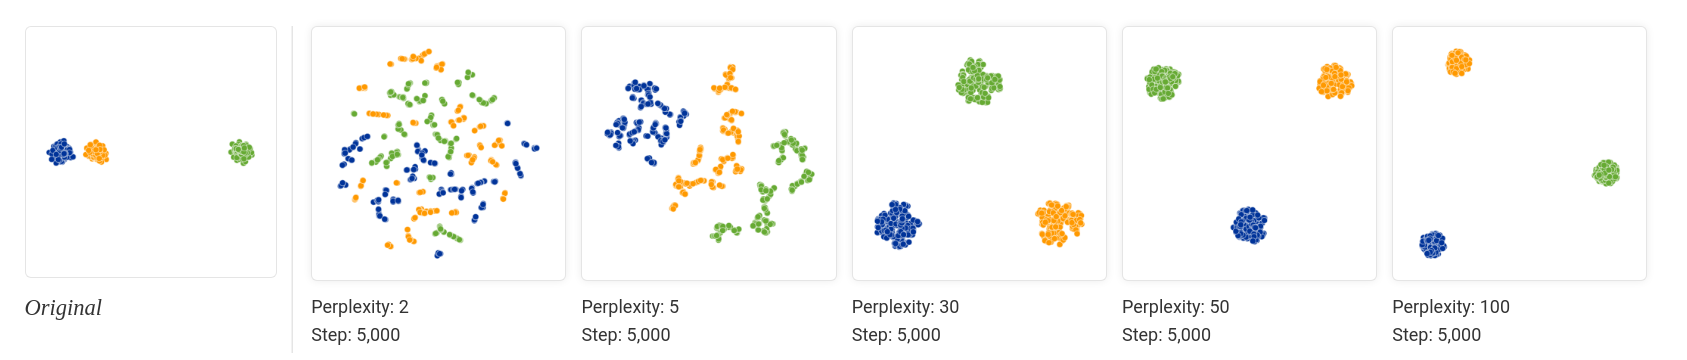 Original
Perplexity: 2
Step: 5,000
Perplexity: 5
Step: 5,000
Perplexity: 30
Step: 5,000
Perplexity: 50
Step: 5,000
Perplexity: 100
Step: 5,000